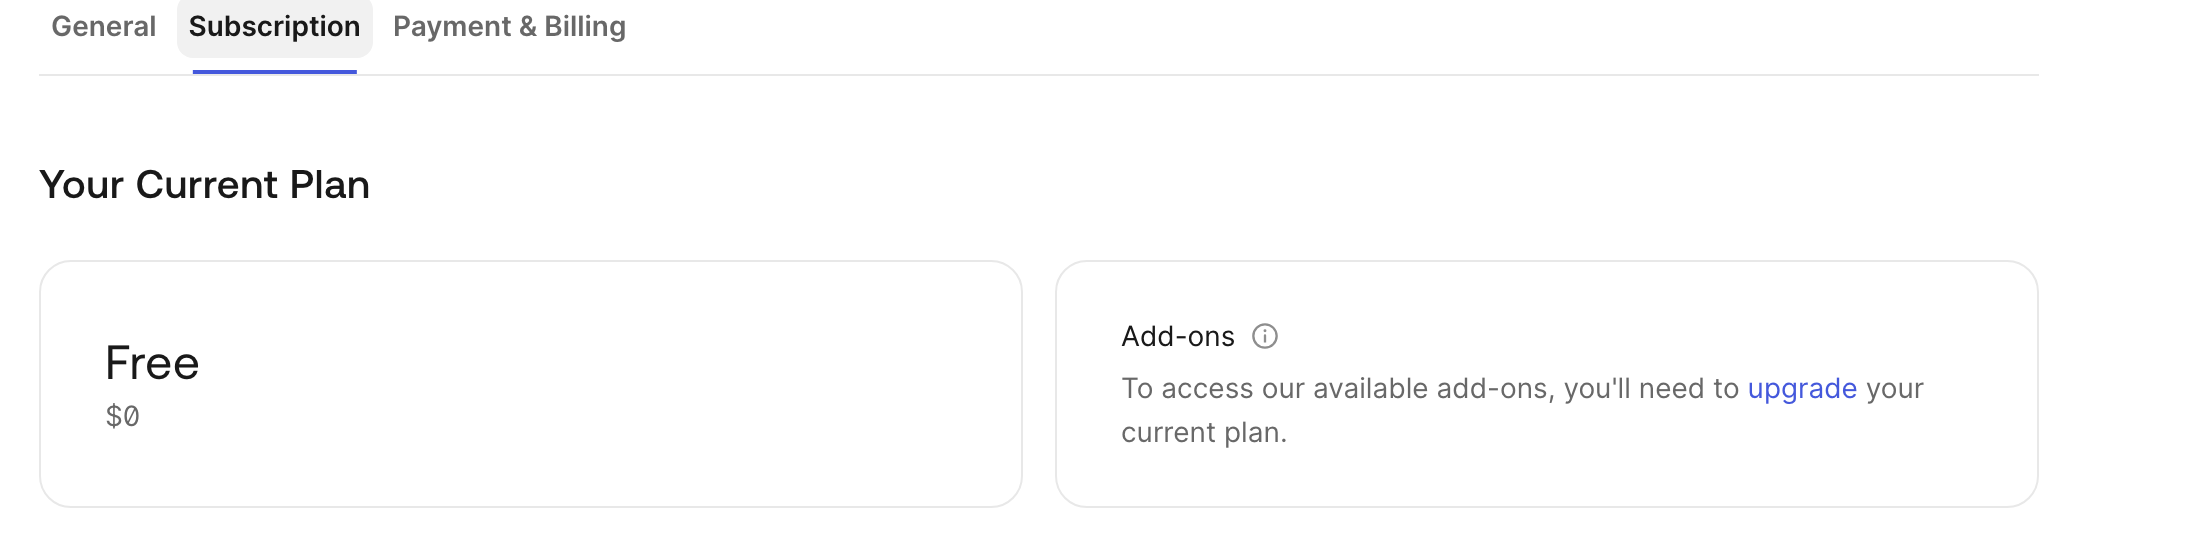 General Subscription Payment & Billing
Your Current Plan
Free
$0
Add-ons
To access our available add-ons, you'll need to upgrade your
current plan.